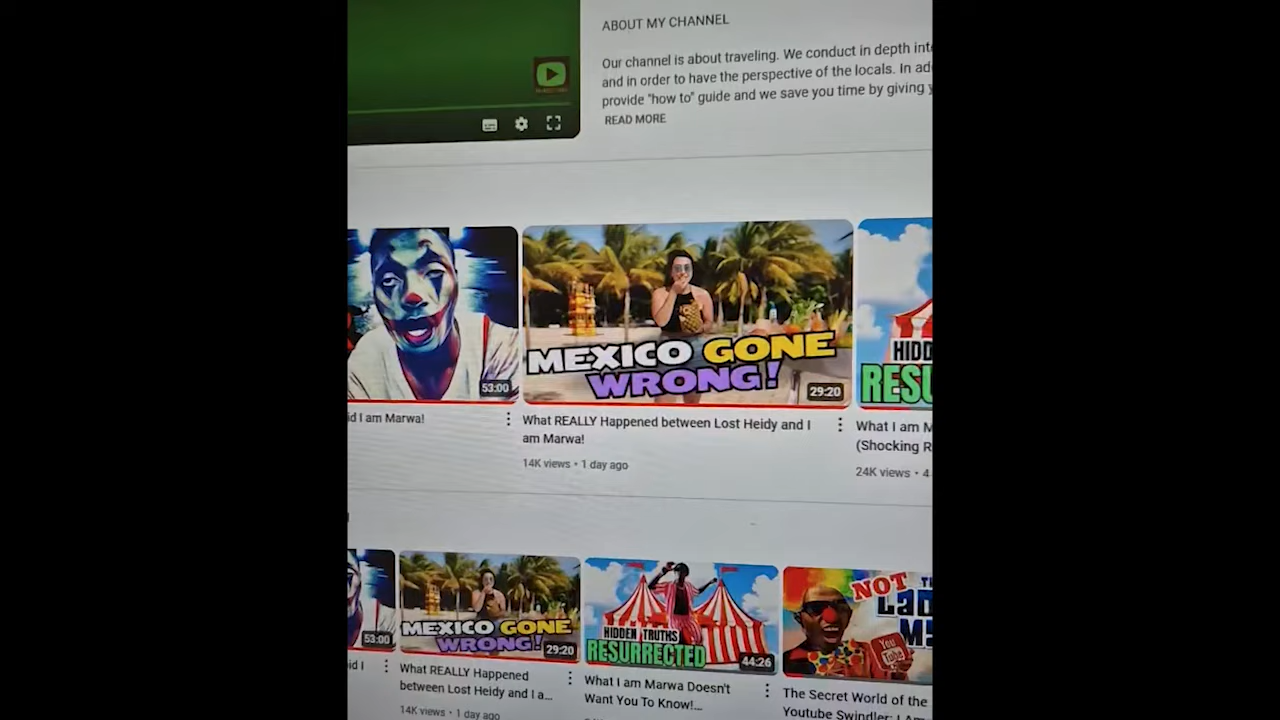 ABOUT MY CHANNEL
Our channel is about traveling. We conduct in depth
and in order to have the perspective of the locals. In
provide "how to" guide and we save you time by giving
READ MORE
53:00
MEXICO GONE
WRONG!
29:20
HIDD
RESU
I am Marwa!
What REALLY Happened between Lost Heidy and I
am Marwa!
14K views • 1 day ago
What I am M
(Shocking R
24K views • 4
53:00
MEXICO GONE
WRONG!
29:20
HIDDEN TRUTHS
RESURRECTED
44:26
NOT
You
Tube
What REALLY Happened
between Lost Heidy and I a...
14K views • 1 day ago
What I am Marwa Doesn't
Want You To Know!...
The Secret World of the
Youtube Swindler: I Am